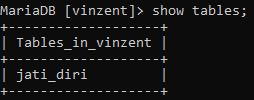 MariaDB [vinzent]> show tables;
+-------------------+
| Tables_in_vinzent |
+-------------------+
| jati_diri         |
+-------------------+